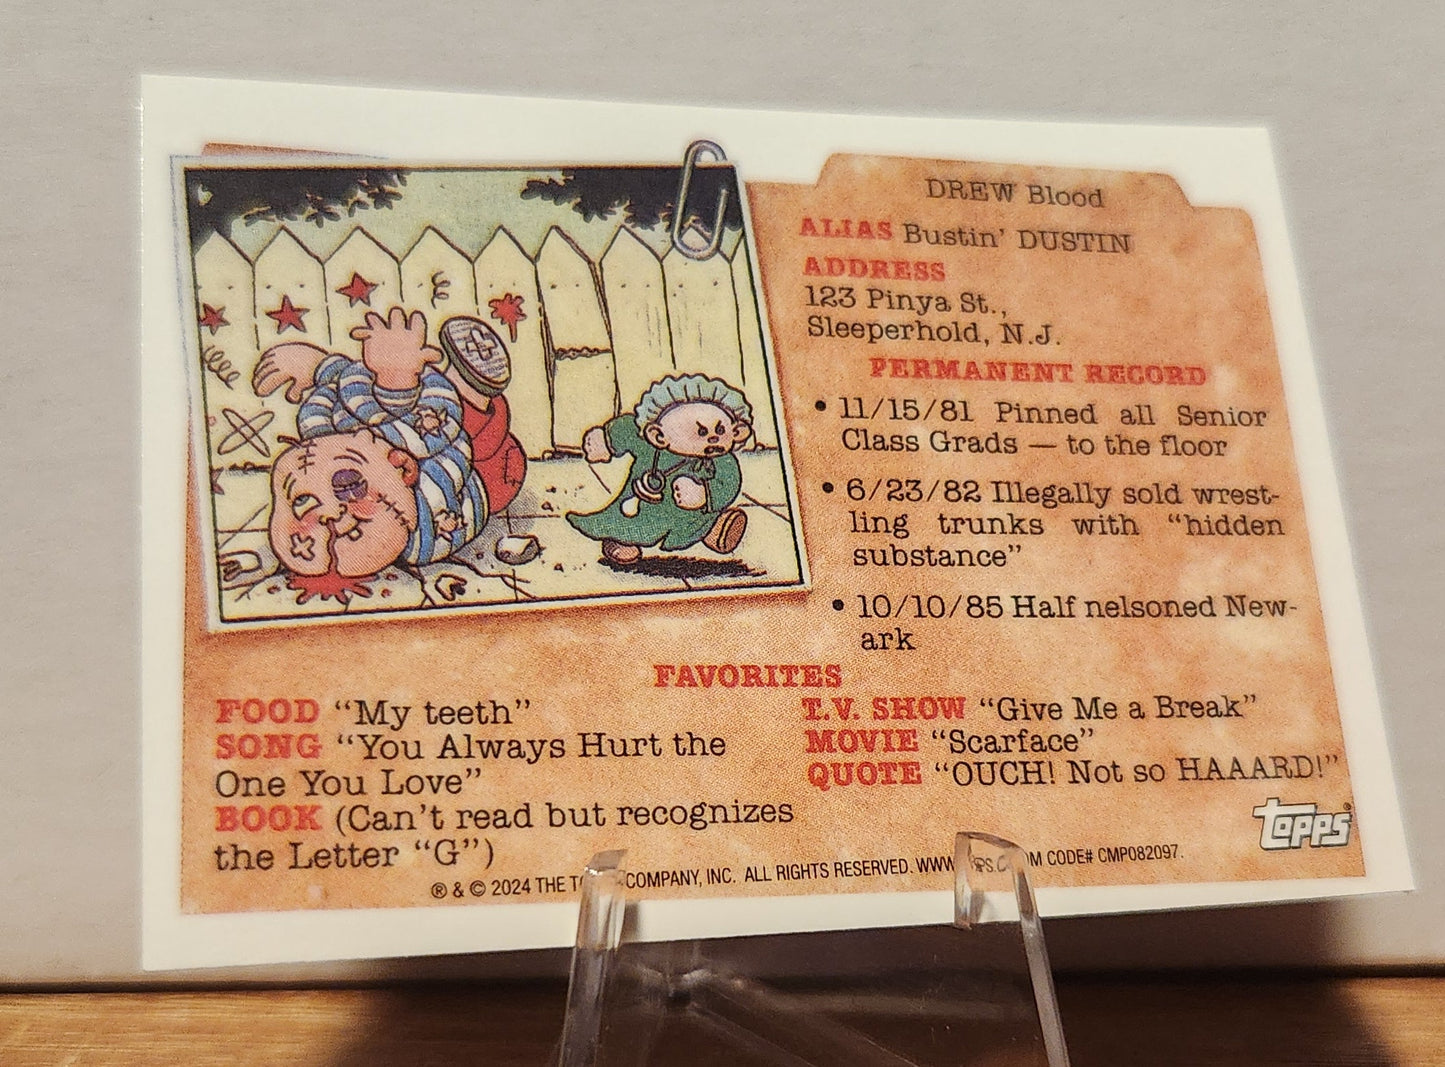 DREW Blood
ALIAS Bustin' DUSTIN
ADDRESS
123 Pinya St.,
Sleeperhold, N.J.
PERMANENT RECORD
• 11/15/81 Pinned all Senior
Class Grads — to the floor
• 6/23/82 Illegally sold wrest-
ling trunks with "hidden
substance"
• 10/10/85 Half nelsoned New-
ark
FAVORITES
FOOD "My teeth"
SONG "You Always Hurt the
One You Love"
BOOK (Can't read but recognizes
the Letter "G")
T.V. SHOW "Give Me a Break"
MOVIE "Scarface"
QUOTE "OUCH! Not so HAAARD!"
topps®
® & © 2024 THE COMPANY, INC. ALL RIGHTS RESERVED. CODE# CMP082097.